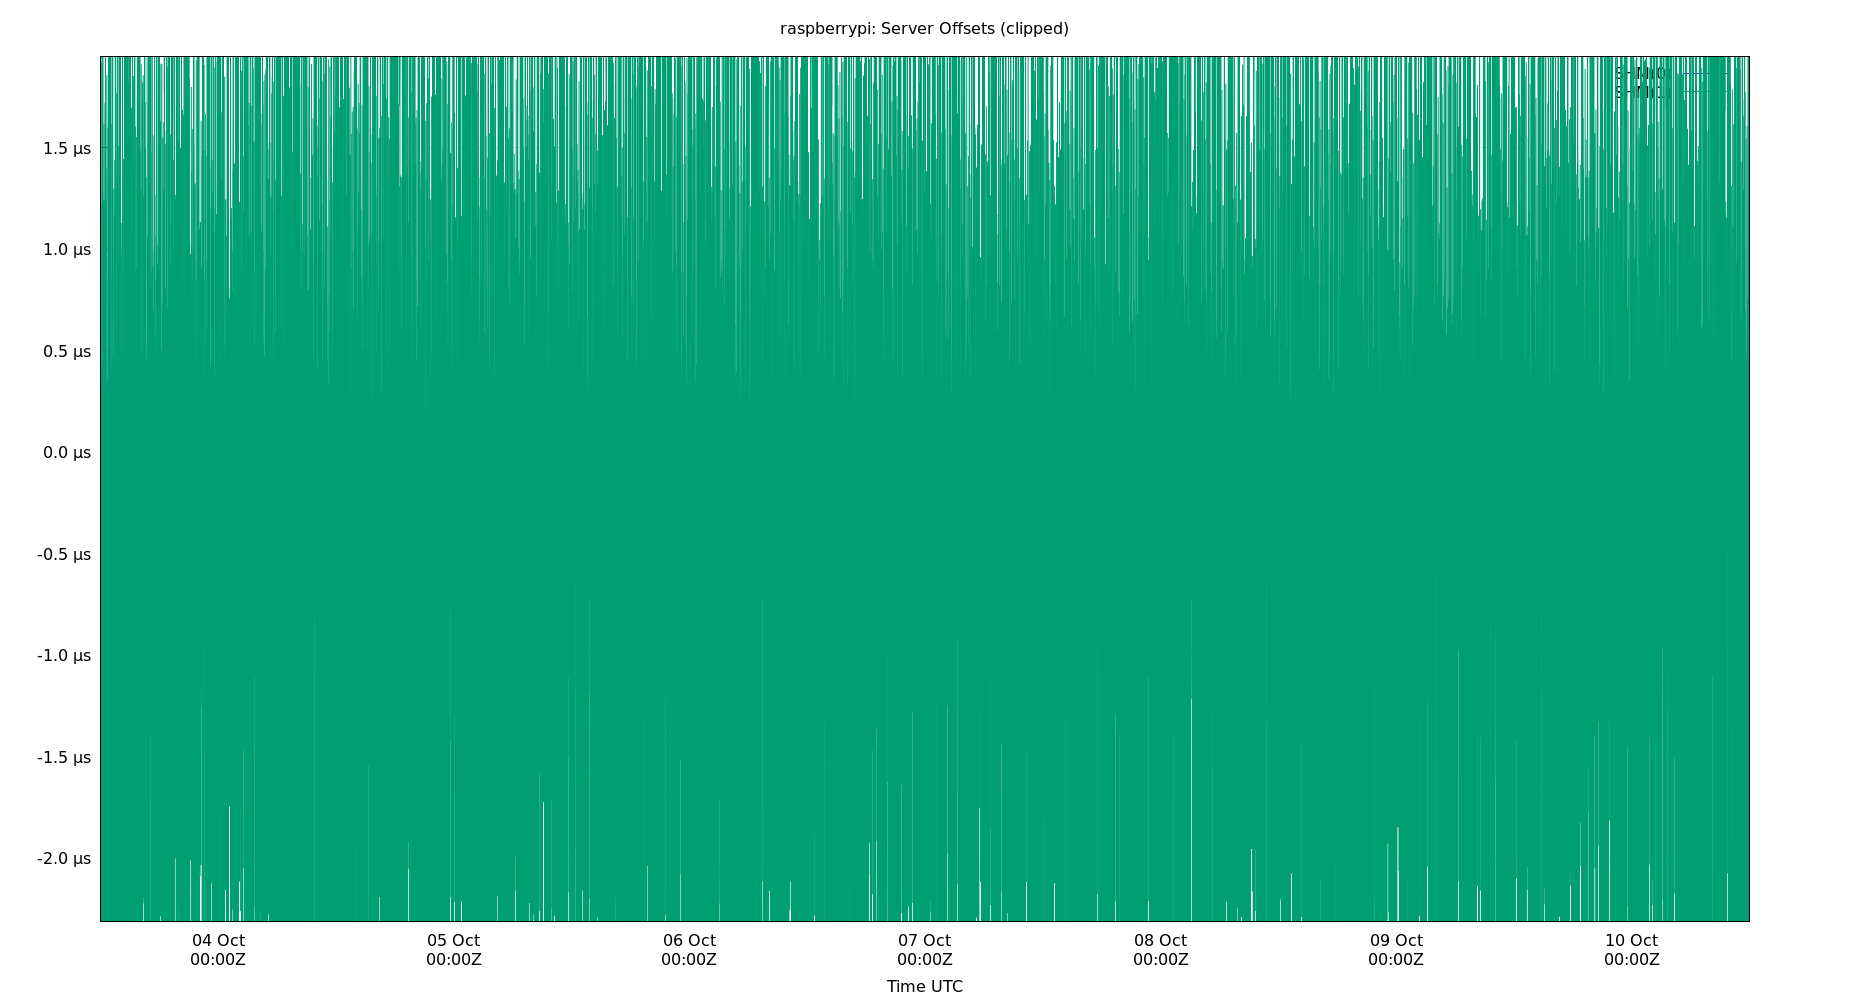 raspberrypi: Server Offsets (clipped)
1.5 µs
1.0 µs
0.5 µs
0.0 µs
-0.5 µs
-1.0 µs
-1.5 µs
-2.0 µs
04 Oct 05 Oct 06 Oct 07 Oct 08 Oct 09 Oct 10 Oct
00:00Z 00:00Z 00:00Z 00:00Z 00:00Z 00:00Z 00:00Z
Time UTC